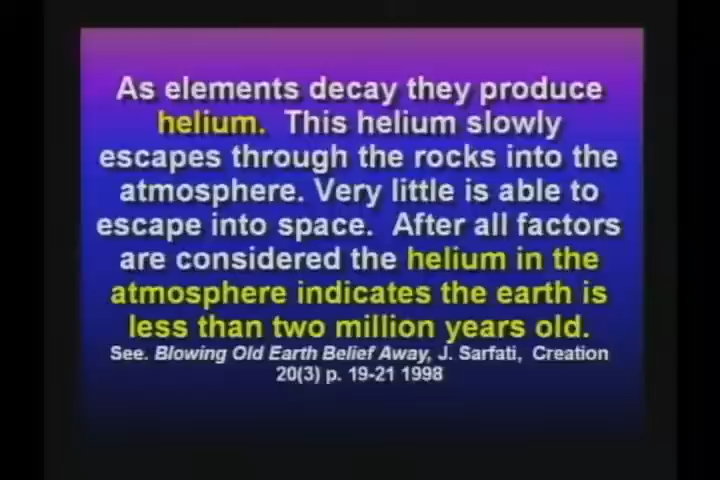 As elements decay they produce
helium. This helium slowly
escapes through the rocks into the
atmosphere. Very little is able to
escape into space. After all factors
are considered the helium in the
atmosphere indicates the earth is
less than two million years old.
See. Blowing Old Earth Belief Away, J. Sarfati, Creation
20(3) p. 19-21 1998